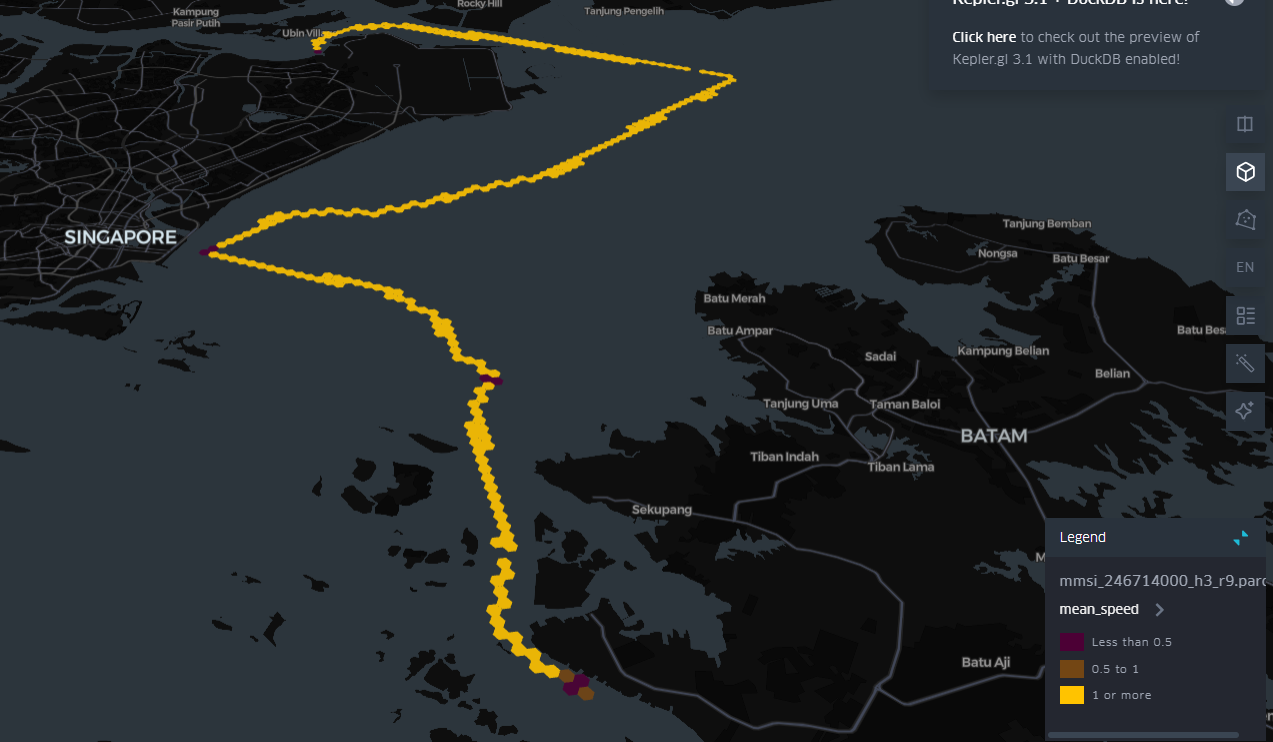 Kampung
Pasir Putih
Rocky Hill
Tanjung Pengelih
Kepler.gl 3.1 + DuckDB is here!
Click here to check out the preview of
Kepler.gl 3.1 with DuckDB enabled!
Ubin Villa
SINGAPORE
EN
Tanjung Bemban
Nongsa
Batu Besar
Batu Merah
Batu Ampar
Batu Bes
Sadai
Kampung Belian
Belian
Tanjung Uma
Taman Baloi
BATAM
Tiban Indah
Tiban Lama
Sekupang
M
Batu Aji
Legend
mmsi_246714000_h3_r9.parq
mean_speed
Less than 0.5
0.5 to 1
1 or more